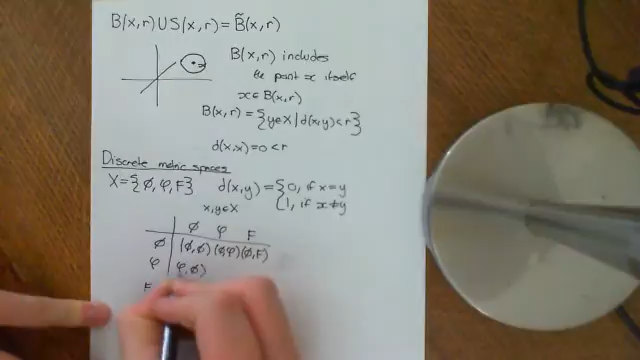 B(x,r) U S(x,r) = B̃(x,r)
B(x,r) includes
the point x itself
x ∈ B(x,r)
B(x,r) = {y∈X | d(x,y) < r}
d(x,x) = 0 < r
Discrete metric spaces
X = {Ø, φ, F} d(x,y) = {0, if x = y
x,y∈X {1, if x ≠ y
Ø φ F
Ø (Ø,Ø) (Ø,φ) (Ø,F)
φ (φ,Ø)
F